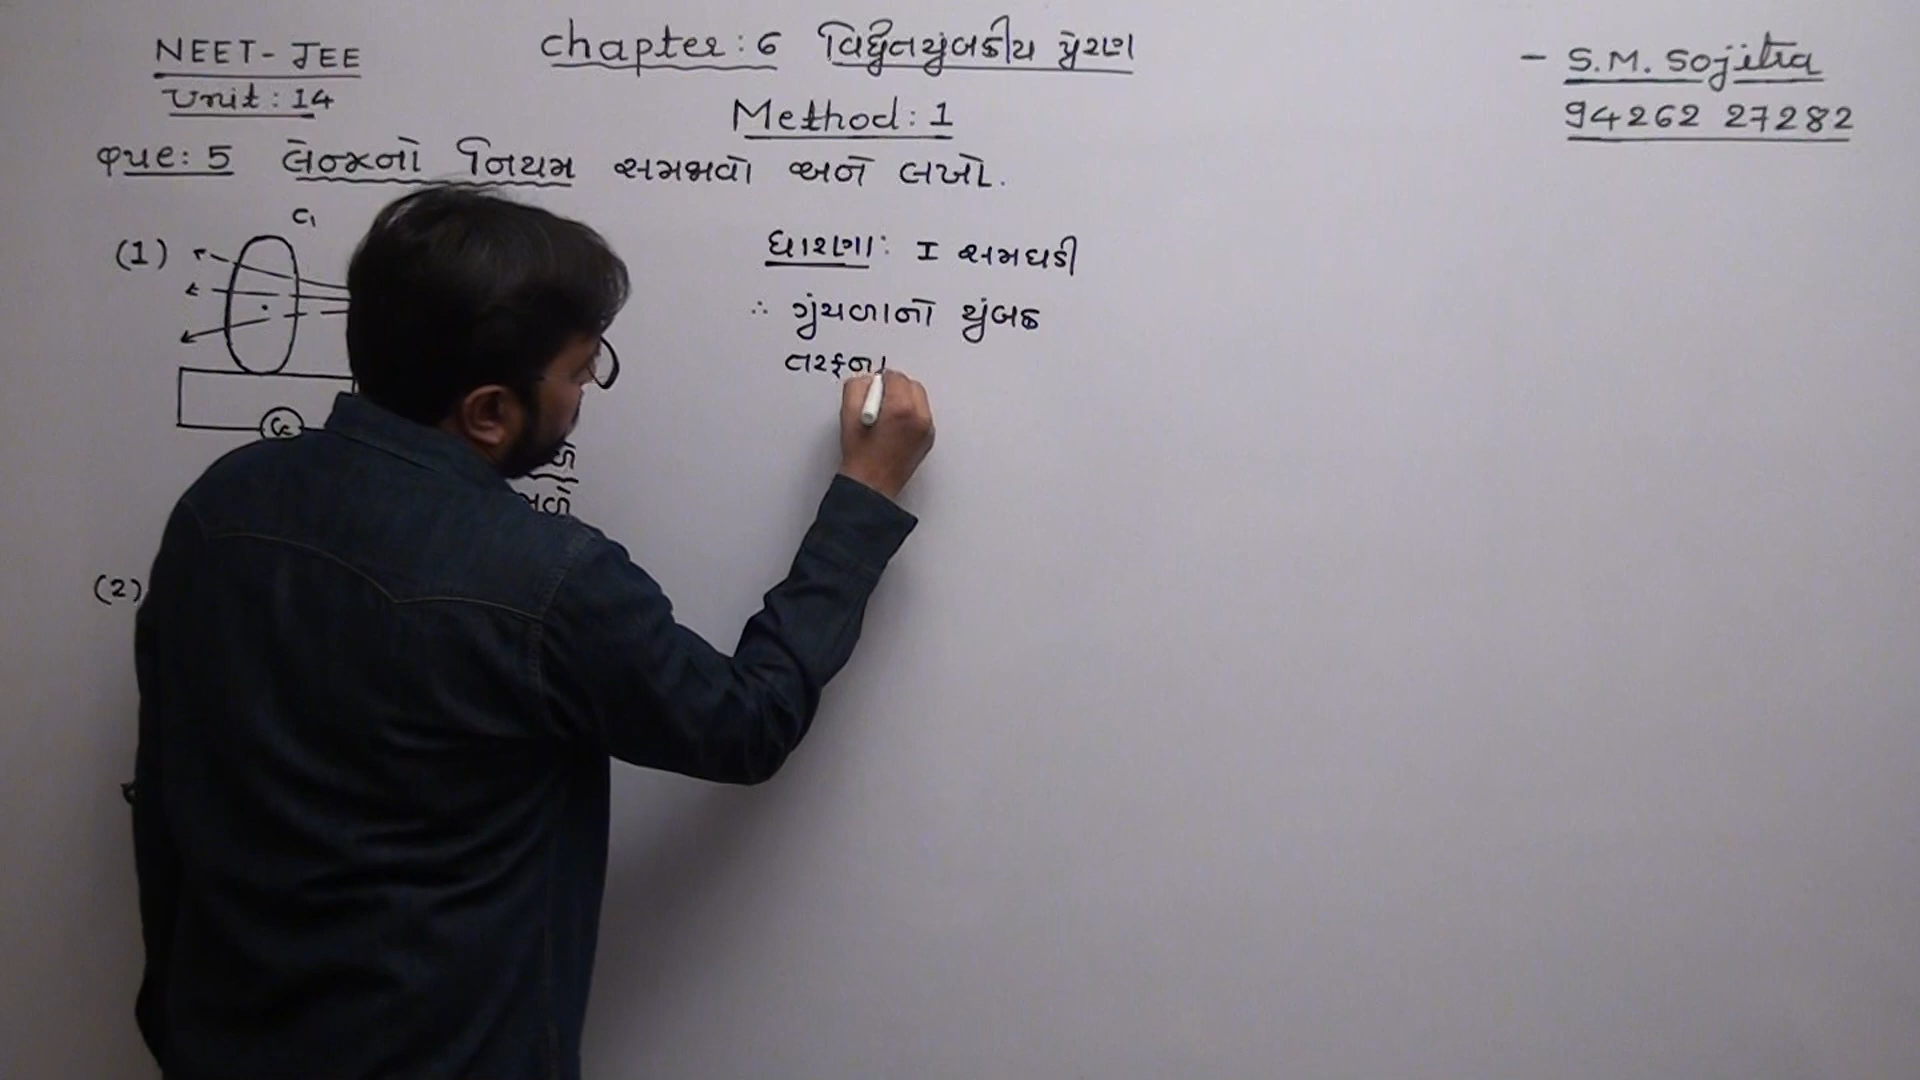 NEET-JEE
Unit: 14
Chapter: 6 વિદ્યુતચુંબકીય પ્રેરણ
- S.M. Sojitra
94262 27282
Method: 1
5 લેન્ઝનો નિયમ સમજાવો અને લખો.
(1)
C₁
G
ધારણા: I સમઘડી
∴ ગુંચળાનો ચુંબક
તરફના
(2)